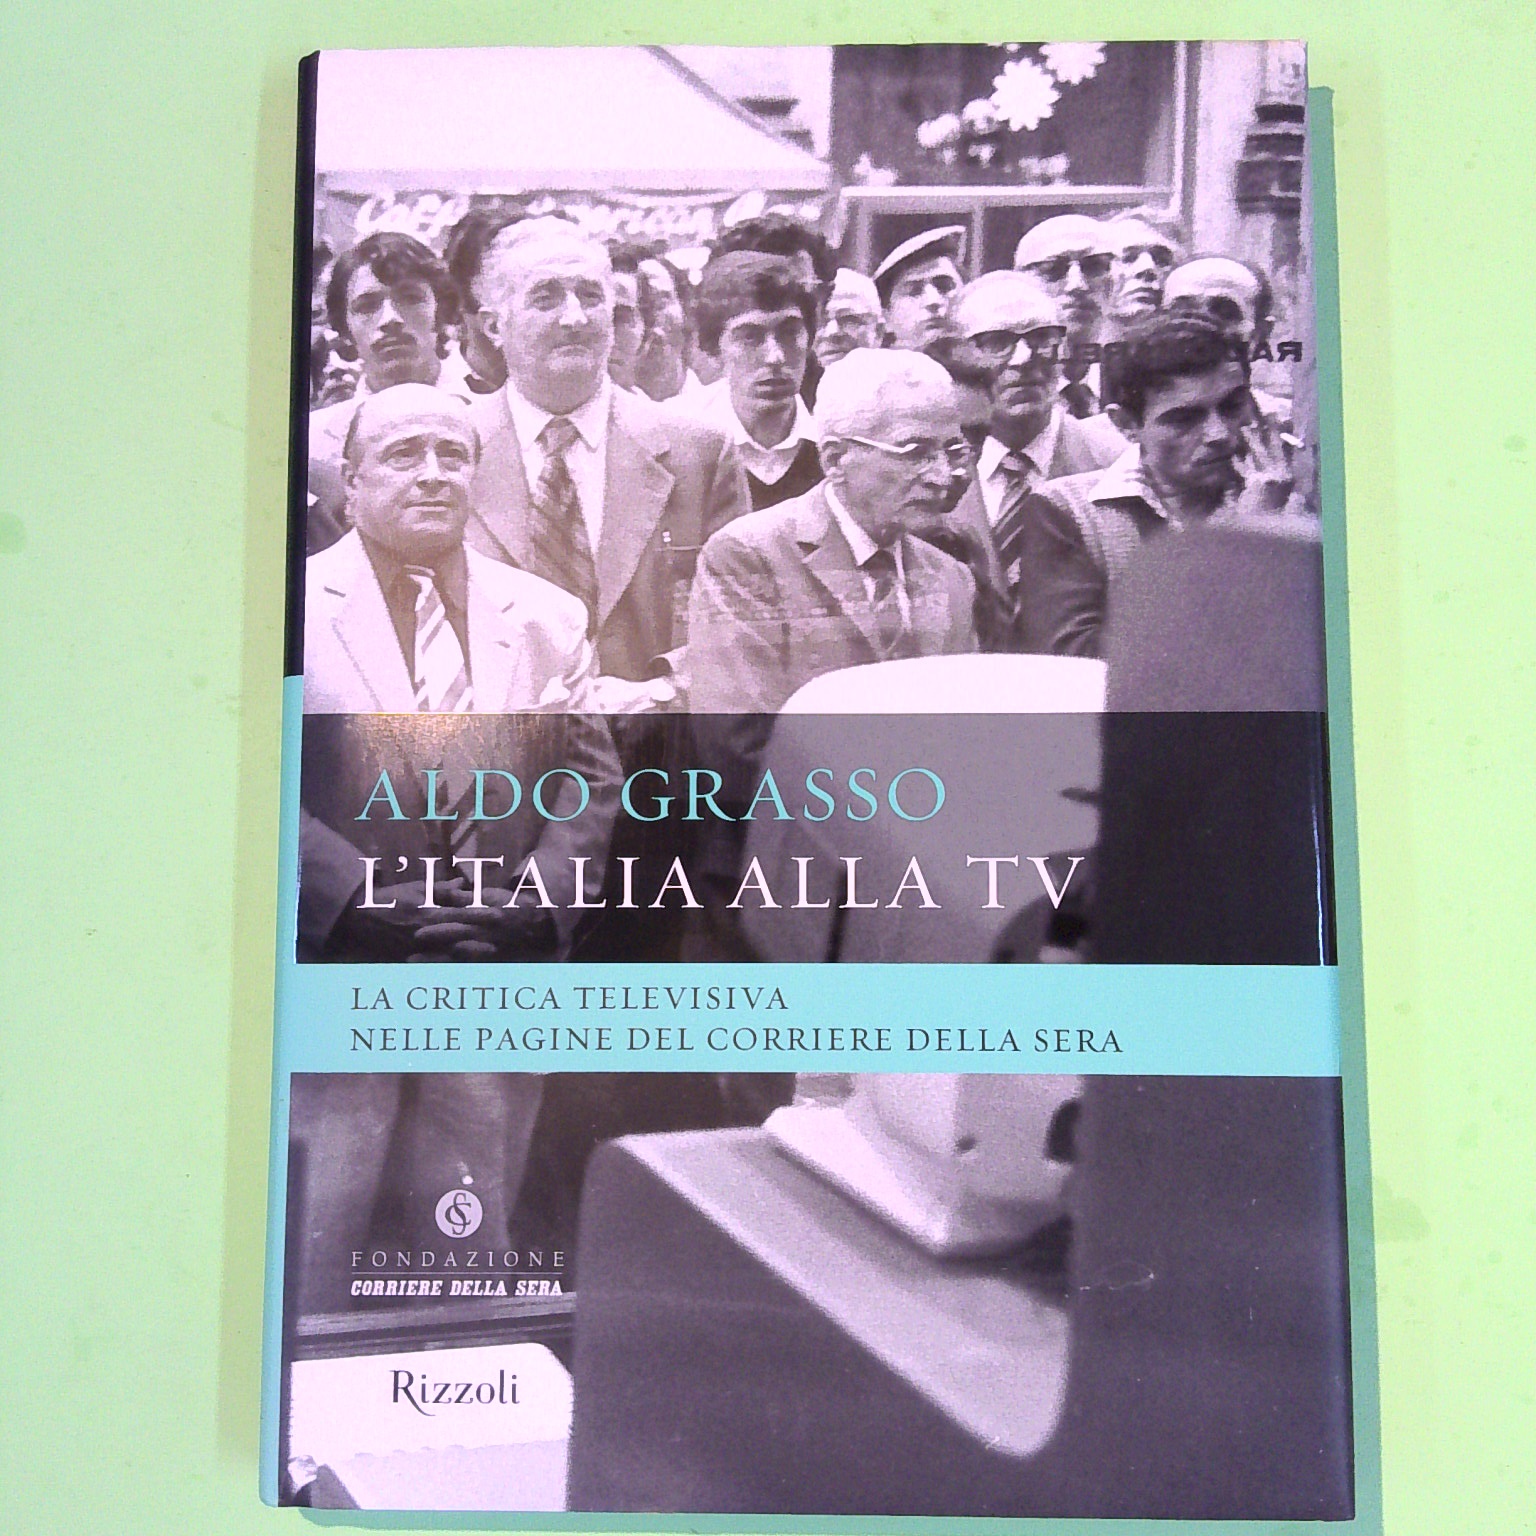 ALDO GRASSO
L'ITALIA ALLA TV
LA CRITICA TELEVISIVA
NELLE PAGINE DEL CORRIERE DELLA SERA
FONDAZIONE
CORRIERE DELLA SERA
Rizzoli